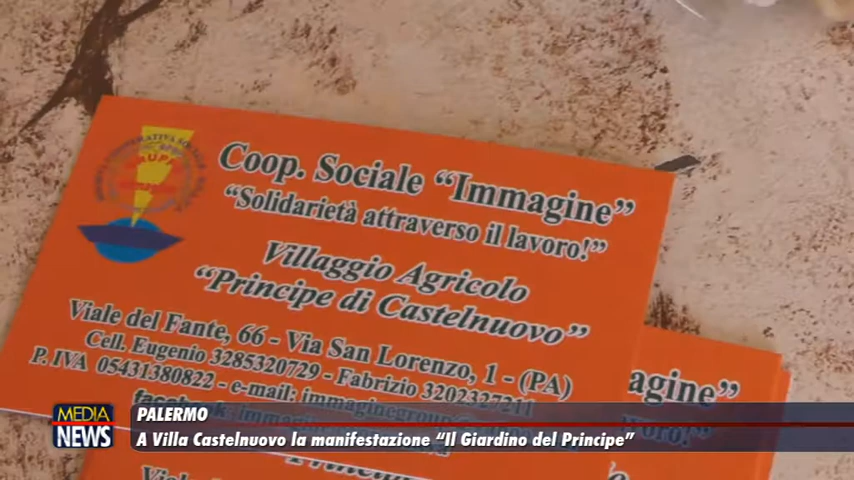 Coop. Sociale "Immagine"
"Solidarietà attraverso il lavoro!"
Villaggio Agricolo
"Principe di Castelnuovo"
Viale del Fante, 66 - Via San Lorenzo, 1 - (PA)
Cell. Eugenio 3285320729 - Fabrizio 3202327211
P. IVA 05431380822 - e-mail:
facebook
magine"
MEDIA
NEWS
PALERMO
A Villa Castelnuovo la manifestazione "Il Giardino del Principe"